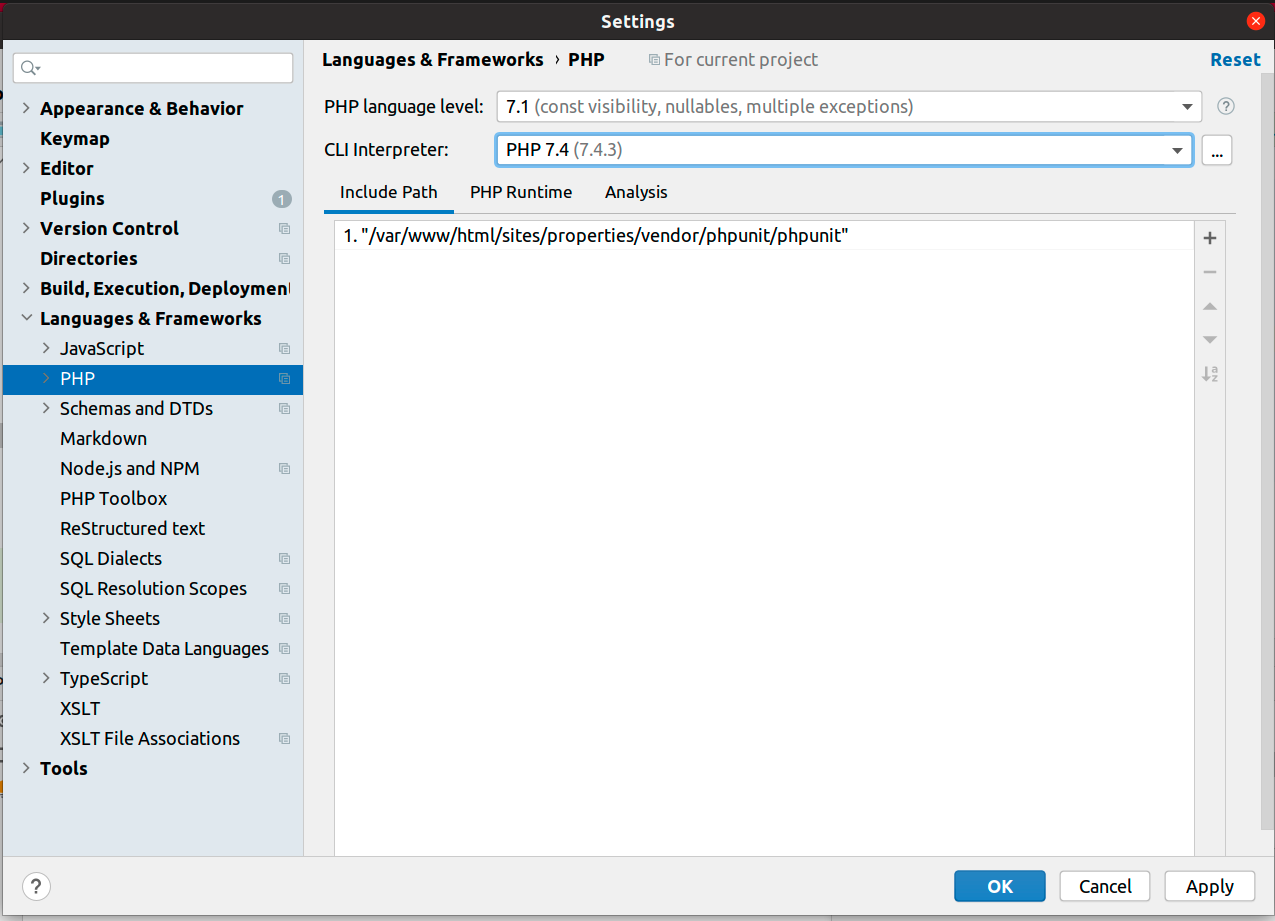 Settings
Languages & Frameworks › PHP
For current project
Reset
Appearance & Behavior
Keymap
Editor
Plugins
1
Version Control
Directories
Build, Execution, Deployment
Languages & Frameworks
JavaScript
PHP
Schemas and DTDs
Markdown
Node.js and NPM
PHP Toolbox
ReStructured text
SQL Dialects
SQL Resolution Scopes
Style Sheets
Template Data Languages
TypeScript
XSLT
XSLT File Associations
Tools
PHP language level:
7.1 (const visibility, nullables, multiple exceptions)
?
CLI Interpreter:
PHP 7.4 (7.4.3)
...
Include Path
PHP Runtime
Analysis
1. "/var/www/html/sites/properties/vendor/phpunit/phpunit"
a
z
?
OK
Cancel
Apply